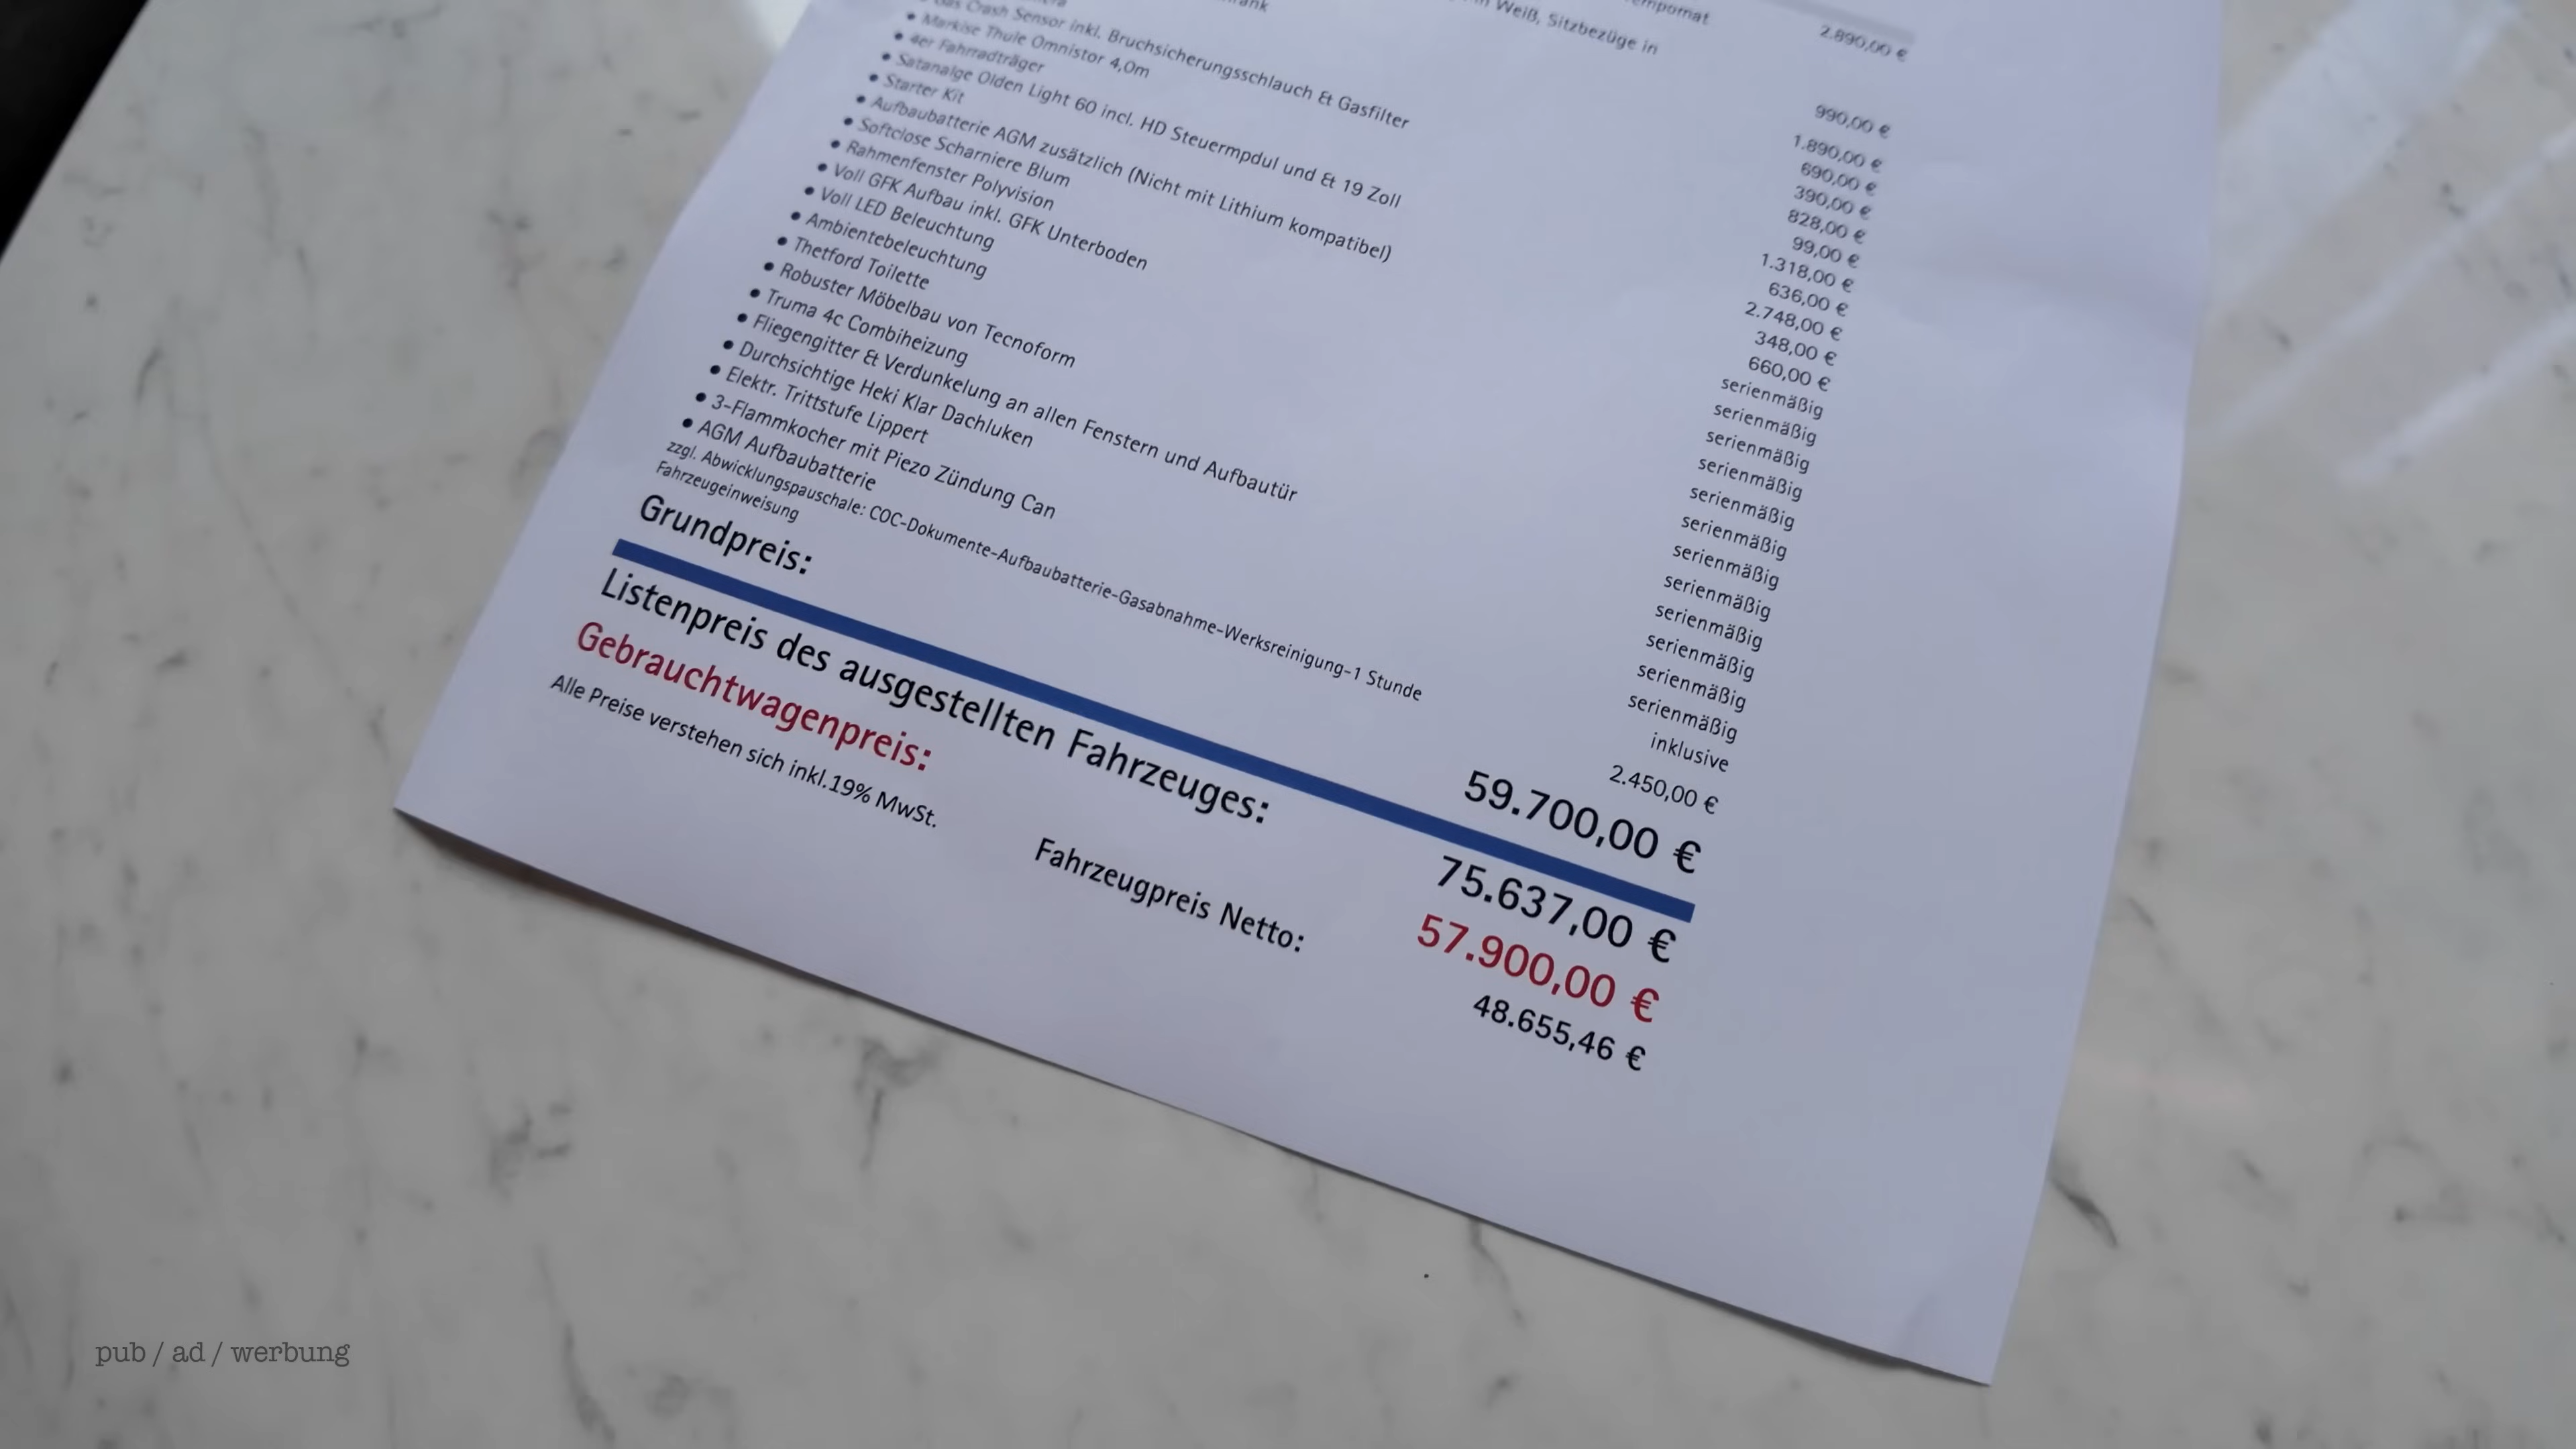 Weiß, Sitzbezüge in
2.890,00 €
Gas Crash Sensor inkl. Bruchsicherungsschlauch & Gasfilter
990,00 €
• Markise Thule Omnistor 4,0m
1.890,00 €
• 4er Fahrradträger
690,00 €
• Satanalge Olden Light 60 incl. HD Steuermpdul und & 19 Zoll
390,00 €
• Starter Kit
828,00 €
• Aufbaubatterie AGM zusätzlich (Nicht mit Lithium kompatibel)
99,00 €
• Softclose Scharniere Blum
1.318,00 €
• Rahmenfenster Polyvision
636,00 €
• Voll GFK Aufbau inkl. GFK Unterboden
2.748,00 €
• Voll LED Beleuchtung
348,00 €
• Ambientebeleuchtung
660,00 €
• Thetford Toilette
serienmäßig
• Robuster Möbelbau von Tecnoform
serienmäßig
• Truma 4c Combiheizung
serienmäßig
• Fliegengitter & Verdunkelung an allen Fenstern und Aufbautür
serienmäßig
• Durchsichtige Heki Klar Dachluken
serienmäßig
• Elektr. Trittstufe Lippert
serienmäßig
• 3-Flammkocher mit Piezo Zündung Can
serienmäßig
• AGM Aufbaubatterie
serienmäßig
serienmäßig
serienmäßig
serienmäßig
serienmäßig
inklusive
zzgl. Abwicklungspauschale: COC-Dokumente-Aufbaubatterie-Gasabnahme-Werksreinigung-1 Stunde
Fahrzeugeinweisung
2.450,00 €
Grundpreis:
59.700,00 €
Listenpreis des ausgestellten Fahrzeuges:
75.637,00 €
Gebrauchtwagenpreis:
57.900,00 €
Alle Preise verstehen sich inkl.19% MwSt.
Fahrzeugpreis Netto:
48.655,46 €
pub / ad / werbung